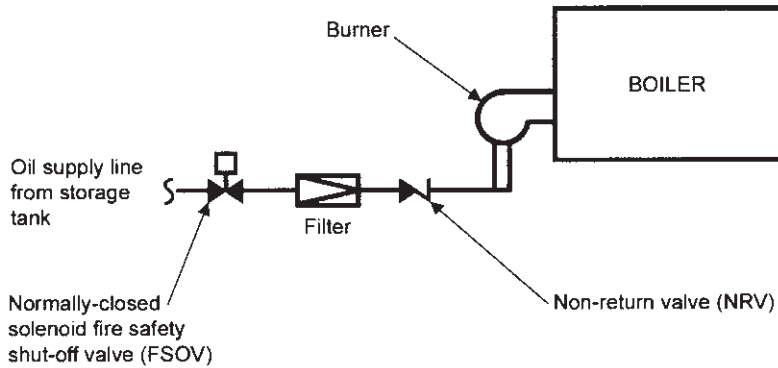 Burner
BOILER
Oil supply line
from storage
tank
Filter
Normally-closed
solenoid fire safety
shut-off valve (FSOV)
Non-return valve (NRV)